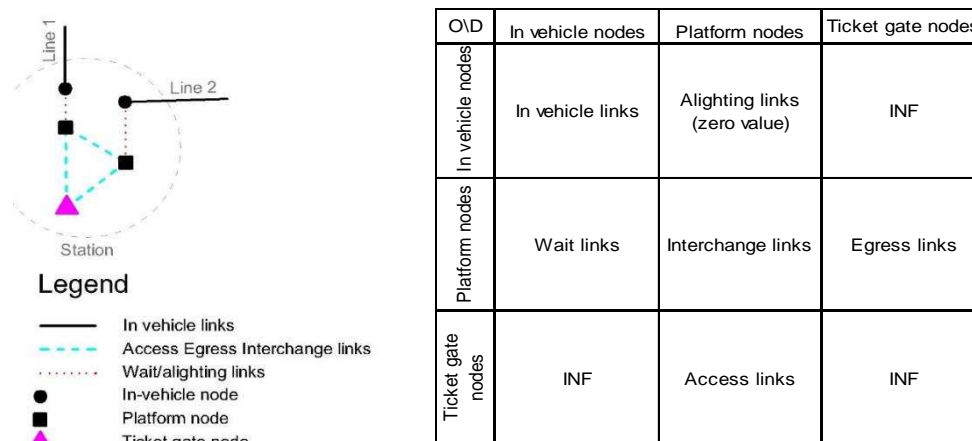 Line 1
Line 2
Station
Legend
In vehicle links
Access Egress Interchange links
Wait/alighting links
In-vehicle node
Platform node
Ticket gate node
O\D
In vehicle nodes
Platform nodes
Ticket gate nodes
In vehicle nodes
In vehicle links
Alighting links
(zero value)
INF
Platform nodes
Wait links
Interchange links
Egress links
Ticket gate
nodes
INF
Access links
INF